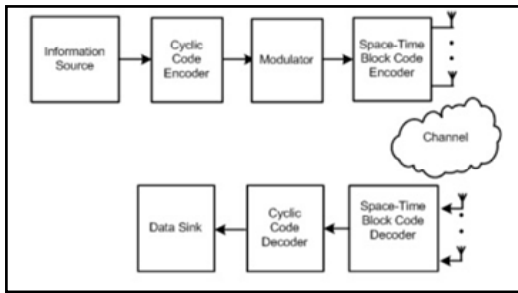 Information
Source
Cyclic
Code
Encoder
Modulator
Space-Time
Block Code
Encoder
Channel
Data Sink
Cyclic
Code
Decoder
Space-Time
Block Code
Decoder